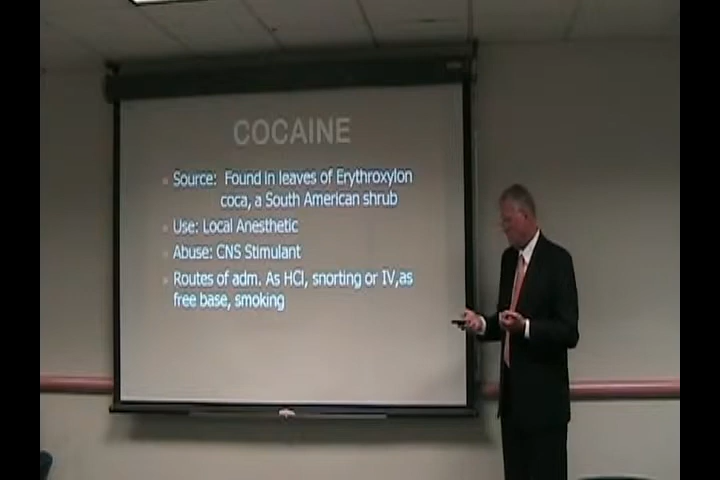 COCAINE
Source: Found in leaves of Erythroxylon
coca, a South American shrub
Use: Local Anesthetic
Abuse: CNS Stimulant
Routes of adm. As HCl, snorting or IV,as
free base, smoking